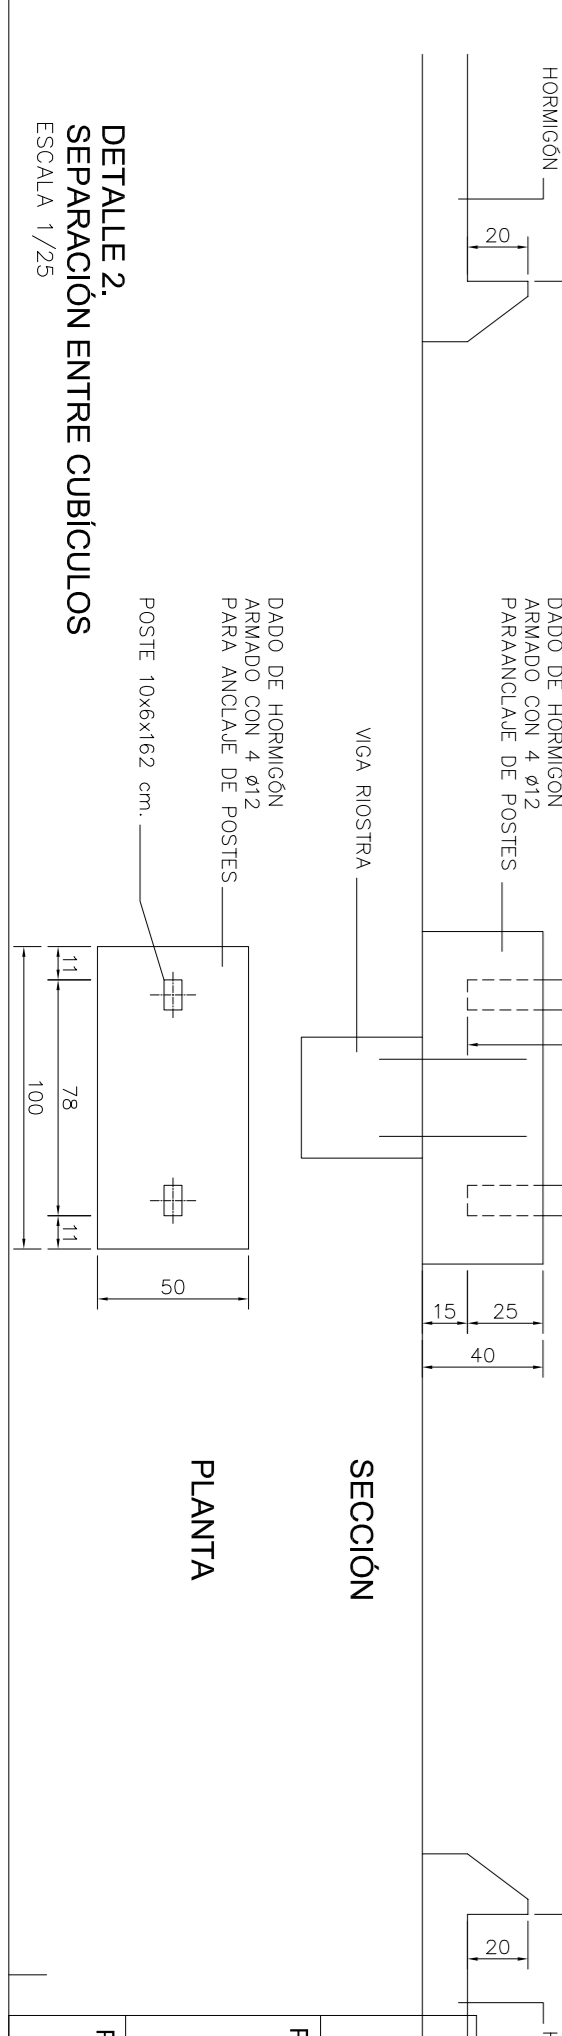 HORMIGÓN
20
DADO DE HORMIGÓN
ARMADO CON 4 Ø12
PARAANCLAJE DE POSTES
VIGA RIOSTRA
15
25
40
20
SECCIÓN
DADO DE HORMIGÓN
ARMADO CON 4 Ø12
PARA ANCLAJE DE POSTES
POSTE 10x6x162 cm.
11
78
11
100
50
PLANTA
DETALLE 2.
SEPARACIÓN ENTRE CUBÍCULOS
ESCALA 1/25